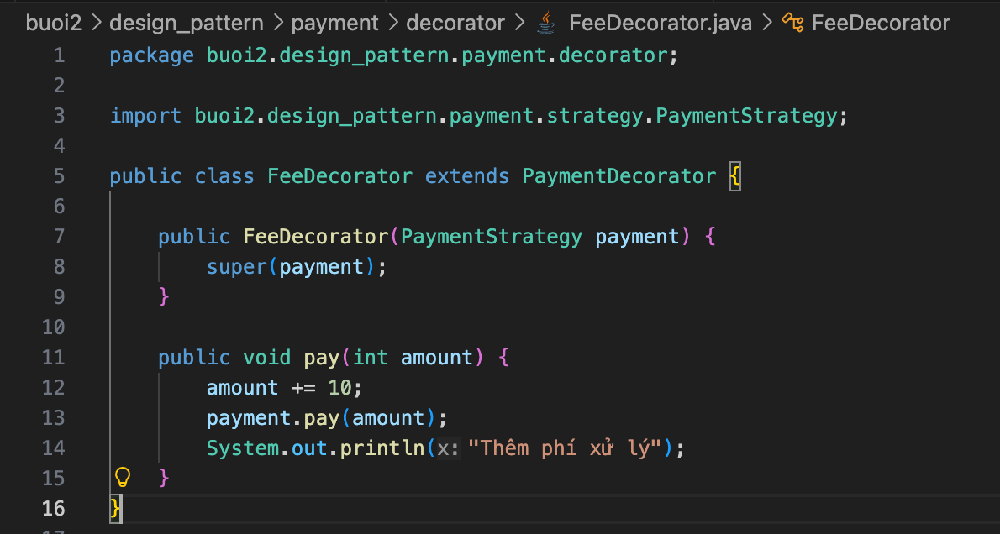 buoi2 > design_pattern > payment > decorator > FeeDecorator.java > FeeDecorator
1 package buoi2.design_pattern.payment.decorator;
2
3 import buoi2.design_pattern.payment.strategy.PaymentStrategy;
4
5 public class FeeDecorator extends PaymentDecorator {
6
7     public FeeDecorator(PaymentStrategy payment) {
8         super(payment);
9     }
10
11     public void pay(int amount) {
12         amount += 10;
13         payment.pay(amount);
14         System.out.println(x: "Thêm phí xử lý");
15     }
16 }
17